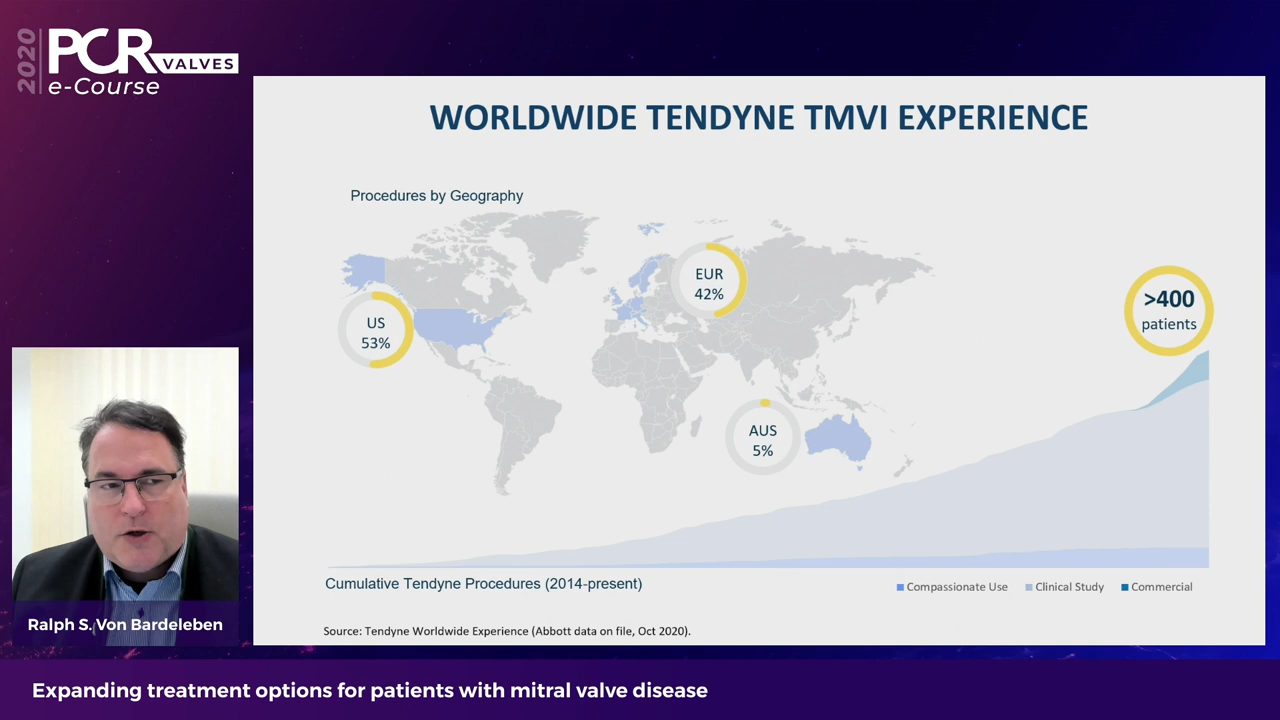 2020
PCR
VALVES
e-Course
WORLDWIDE TENDYNE TMVI EXPERIENCE
Procedures by Geography
US
53%
EUR
42%
AUS
5%
>400
patients
Cumulative Tendyne Procedures (2014-present)
Compassionate Use
Clinical Study
Commercial
Source: Tendyne Worldwide Experience (Abbott data on file, Oct 2020).
Ralph S. Von Bardeleben
Expanding treatment options for patients with mitral valve disease